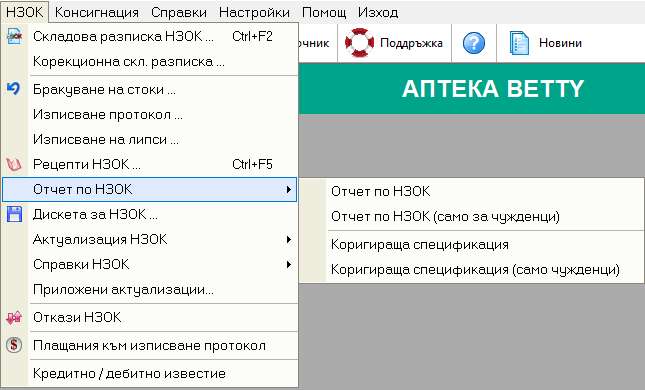 НЗОК Консигнация Справки Настройки Помощ Изход
Складова разписка НЗОК ... Ctrl+F2
очник Поддръжка Новини
Корекционна скл. разписка ...
Бракуване на стоки ...
АПТЕКА BETTY
Изписване протокол ...
Изписване на липси ...
Рецепти НЗОК ... Ctrl+F5
Отчет по НЗОК
Дискета за НЗОК ...
Актуализация НЗОК
Справки НЗОК
Приложени актуализации...
Откази НЗОК
Плащания към изписване протокол
Кредитно / дебитно известие
Отчет по НЗОК
Отчет по НЗОК (само за чужденци)
Коригираща спецификация
Коригираща спецификация (само чужденци)